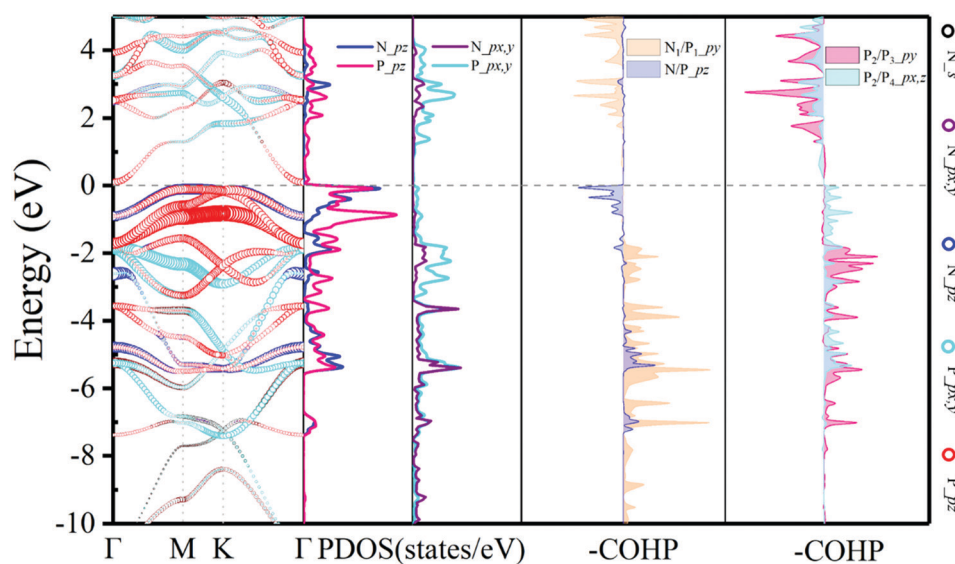 Energy (eV)
4
2
0
-2
-4
-6
-8
-10
Γ M K Γ
N_pz
P_pz
N_px,y
P_px,y
PDOS(states/eV)
N₁/P₁_py
N/P_pz
-COHP
P₂/P₃_py
P₂/P₄_px,z
-COHP
N_s
N_px,y
N_pz
P_px,y
P_pz